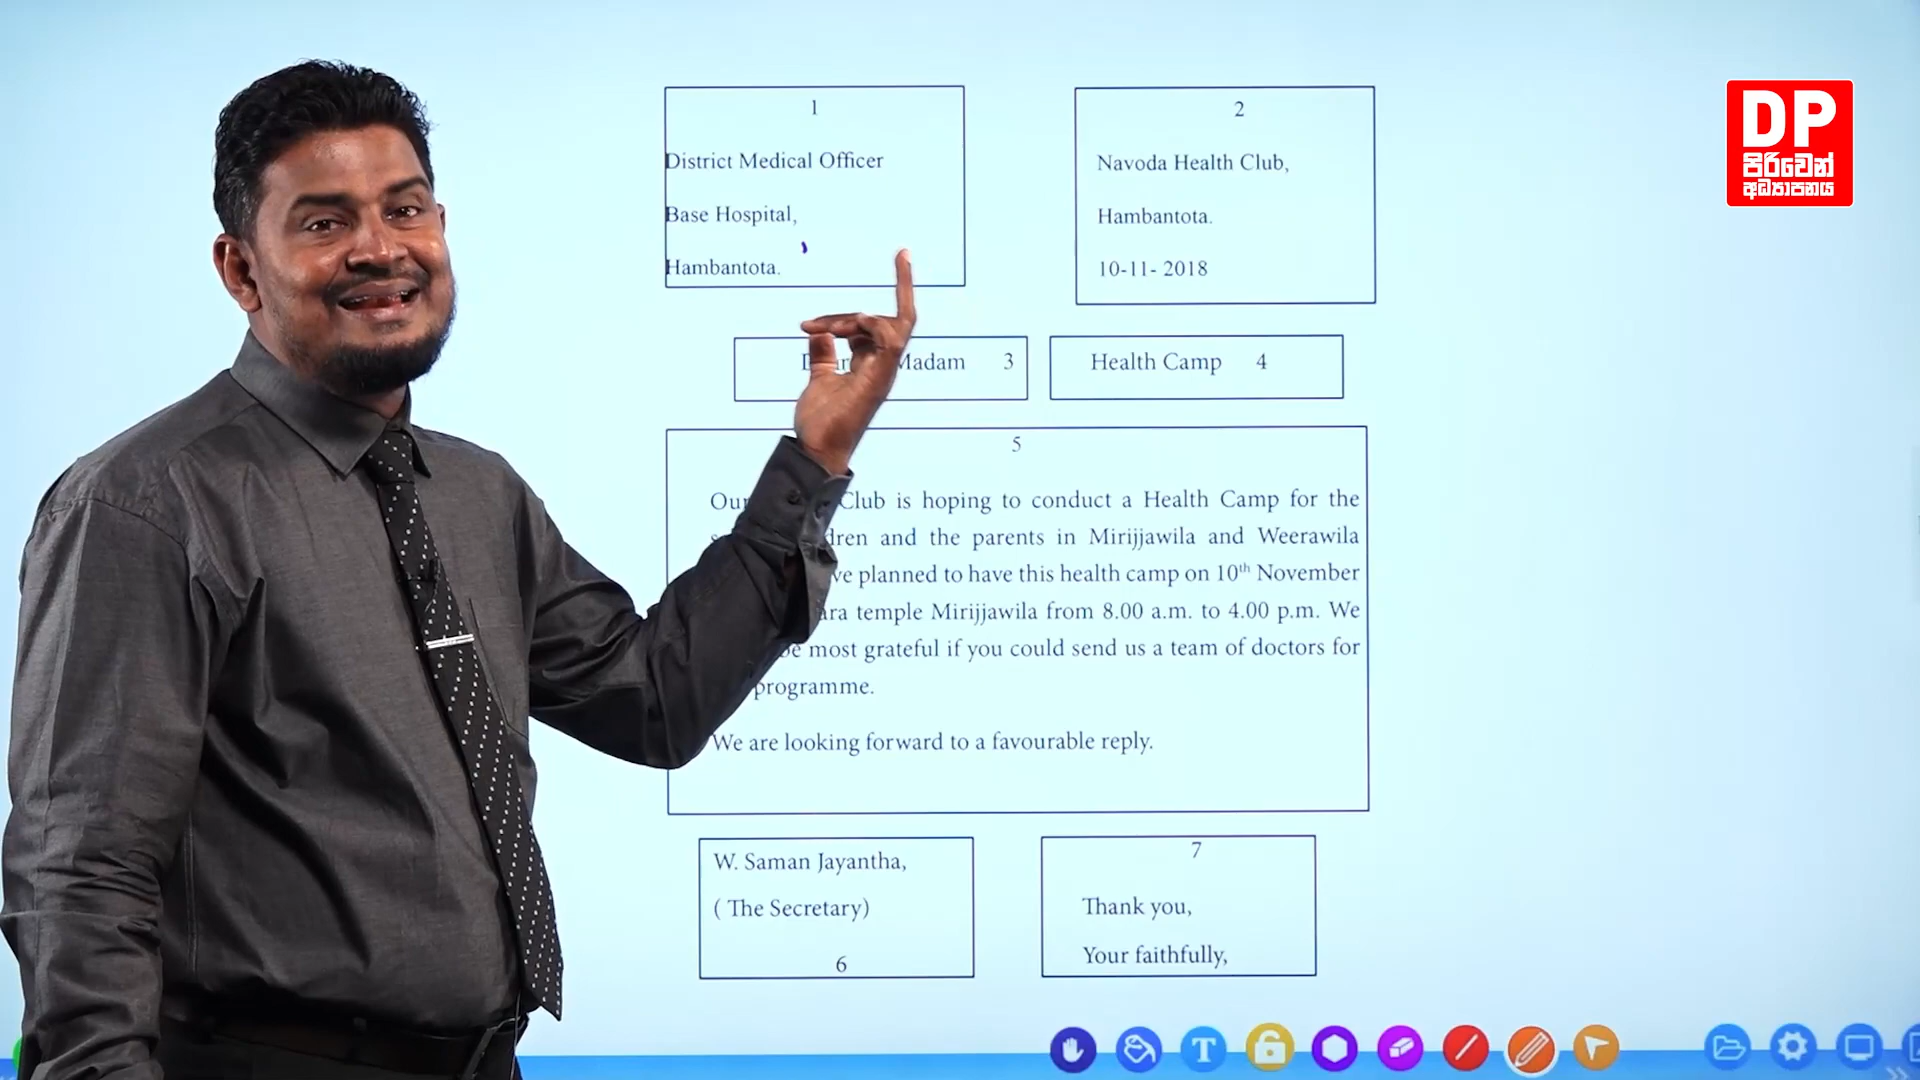 1
District Medical Officer
Base Hospital,
Hambantota.
2
Navoda Health Club,
Hambantota.
10-11- 2018
Madam 3
Health Camp 4
5
Our Club is hoping to conduct a Health Camp for the
and the parents in Mirijjawila and Weerawila
planned to have this health camp on 10th November
temple Mirijjawila from 8.00 a.m. to 4.00 p.m. We
most grateful if you could send us a team of doctors for
programme.
We are looking forward to a favourable reply.
W. Saman Jayantha,
( The Secretary)
6
7
Thank you,
Your faithfully,
DP
පිරිවෙන්
අධ්‍යාපනය
T